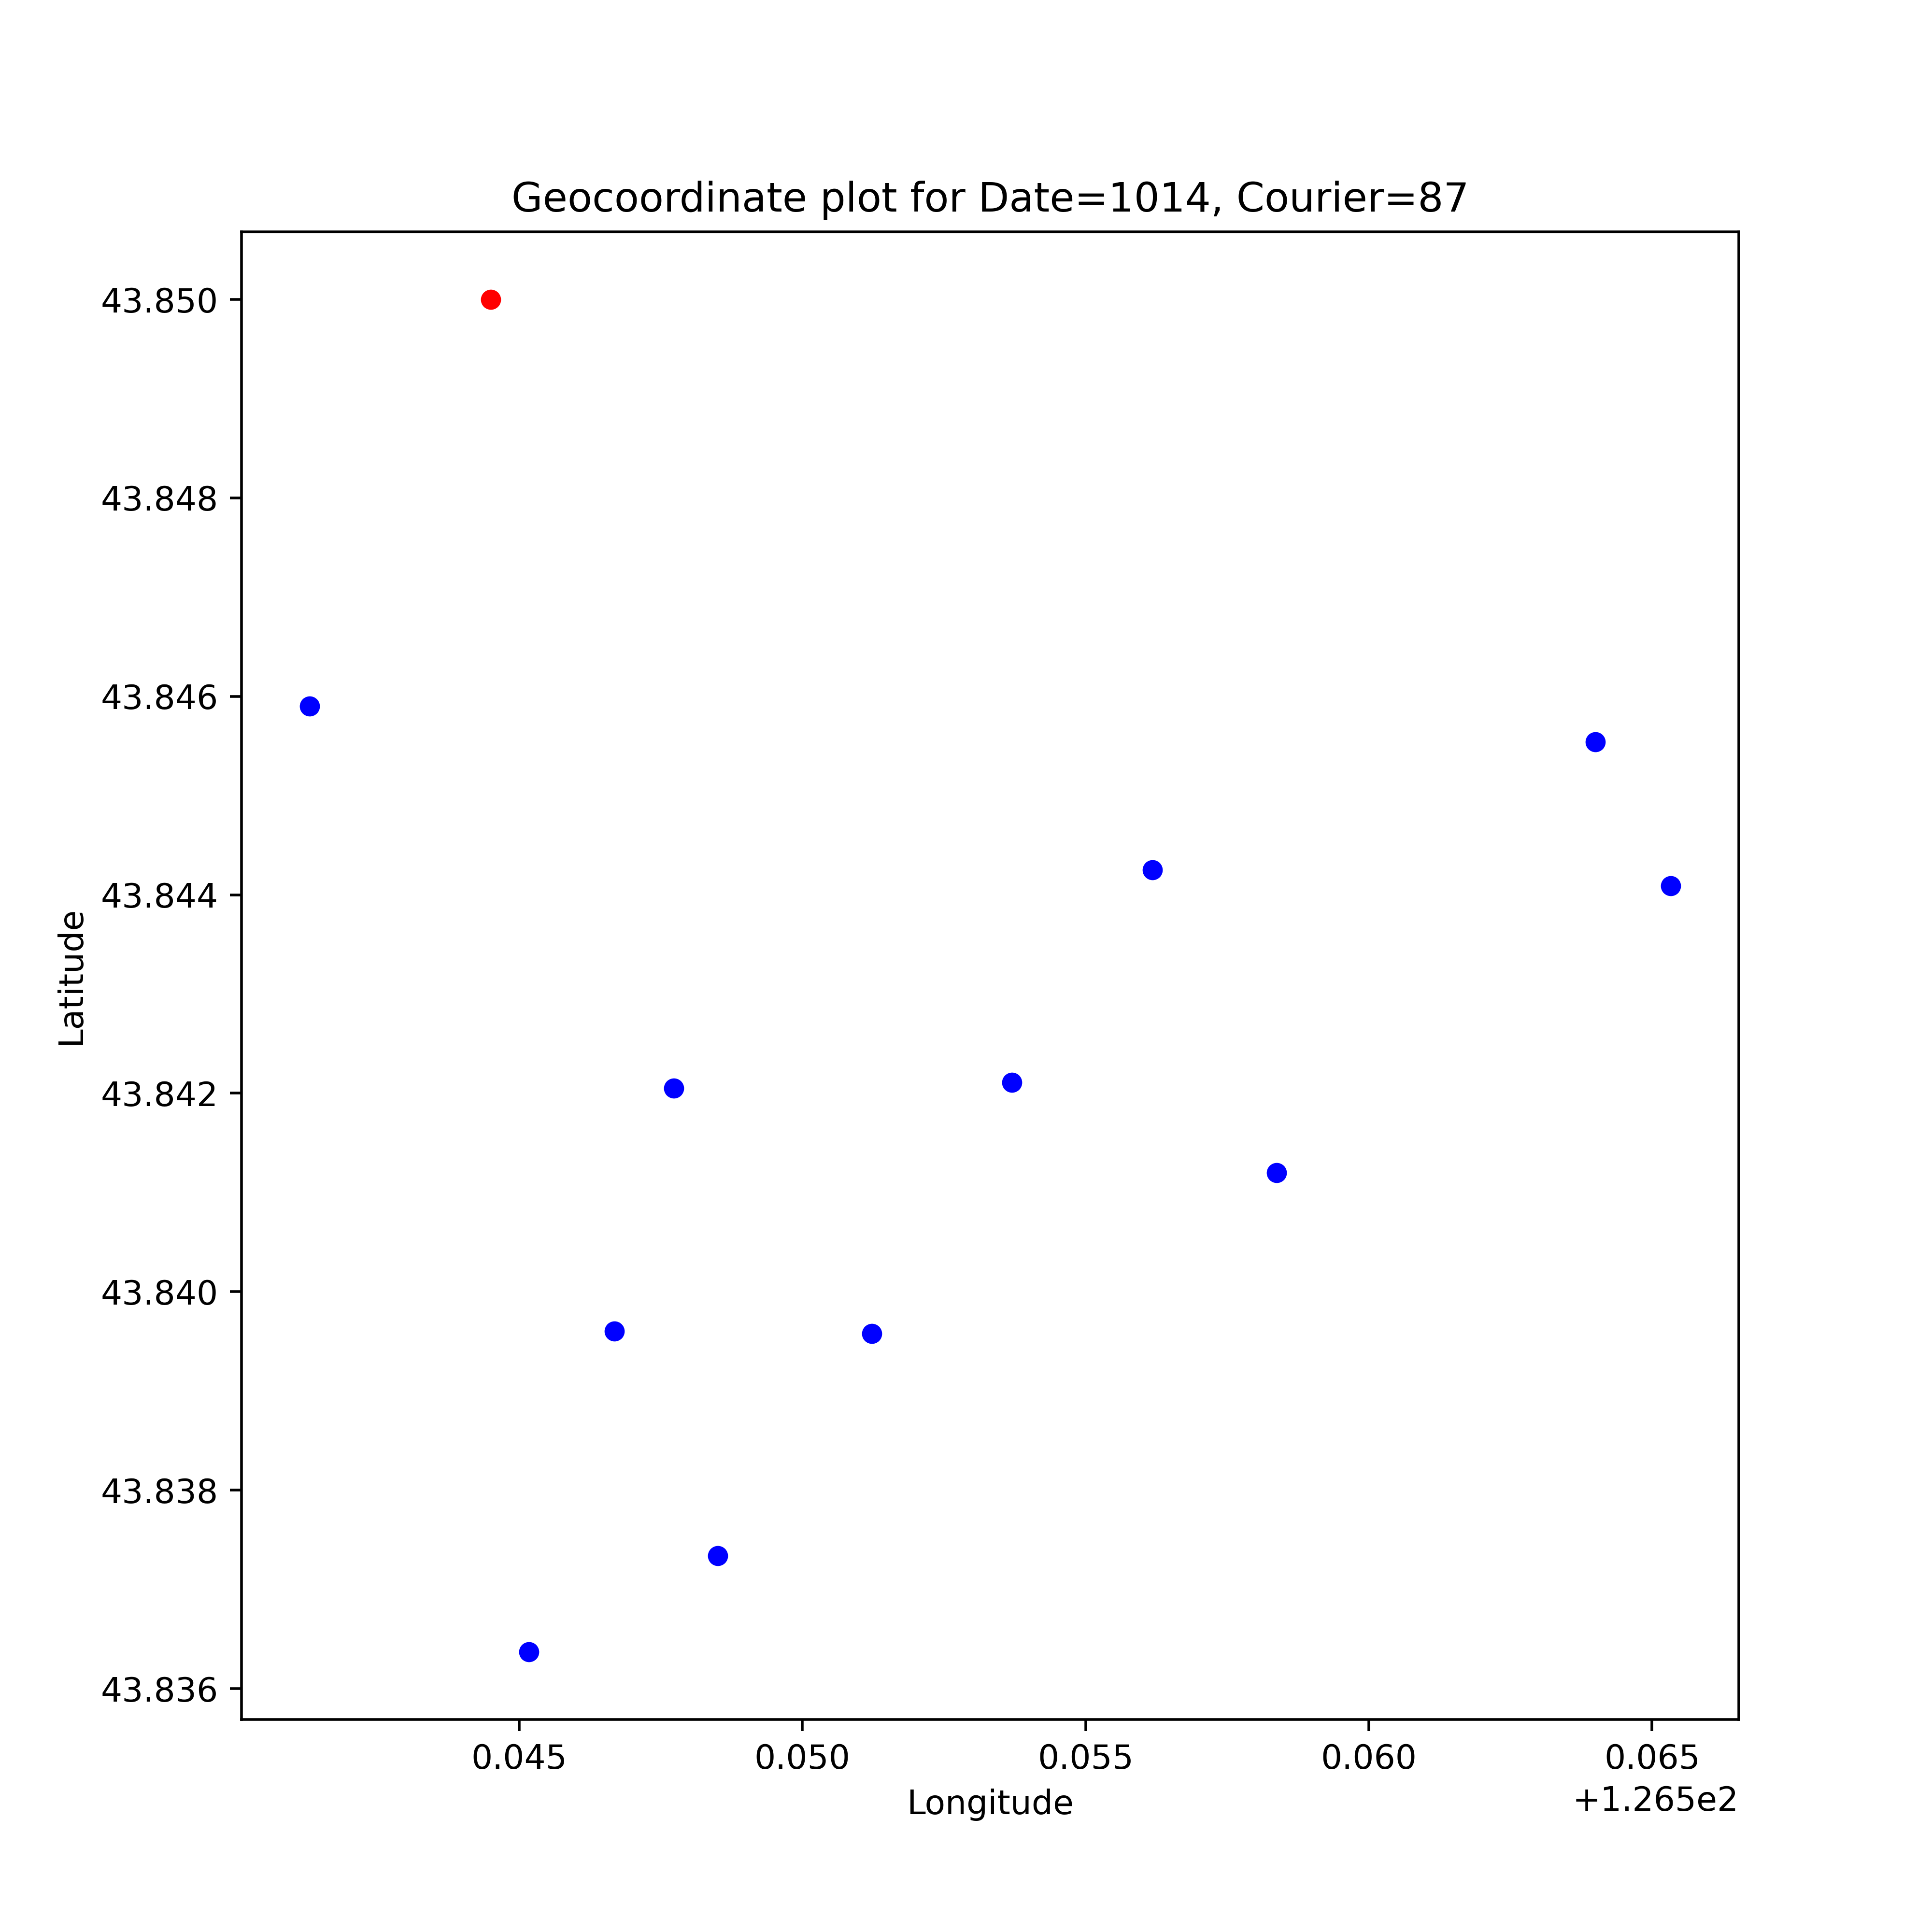 Geocoordinate plot for Date=1014, Courier=87
43.850
43.848
43.846
43.844
43.842
43.840
43.838
43.836
Latitude
0.045 0.050 0.055 0.060 0.065
+1.265e2
Longitude